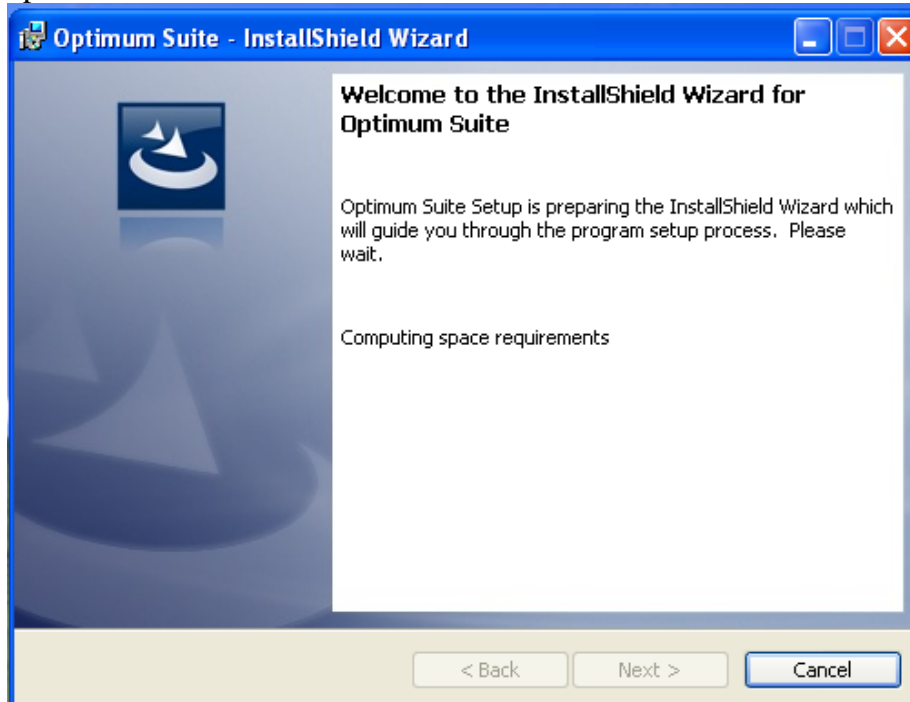 Optimum Suite - InstallShield Wizard
Welcome to the InstallShield Wizard for
Optimum Suite
Optimum Suite Setup is preparing the InstallShield Wizard which
will guide you through the program setup process.  Please
wait.
Computing space requirements
< Back
Next >
Cancel